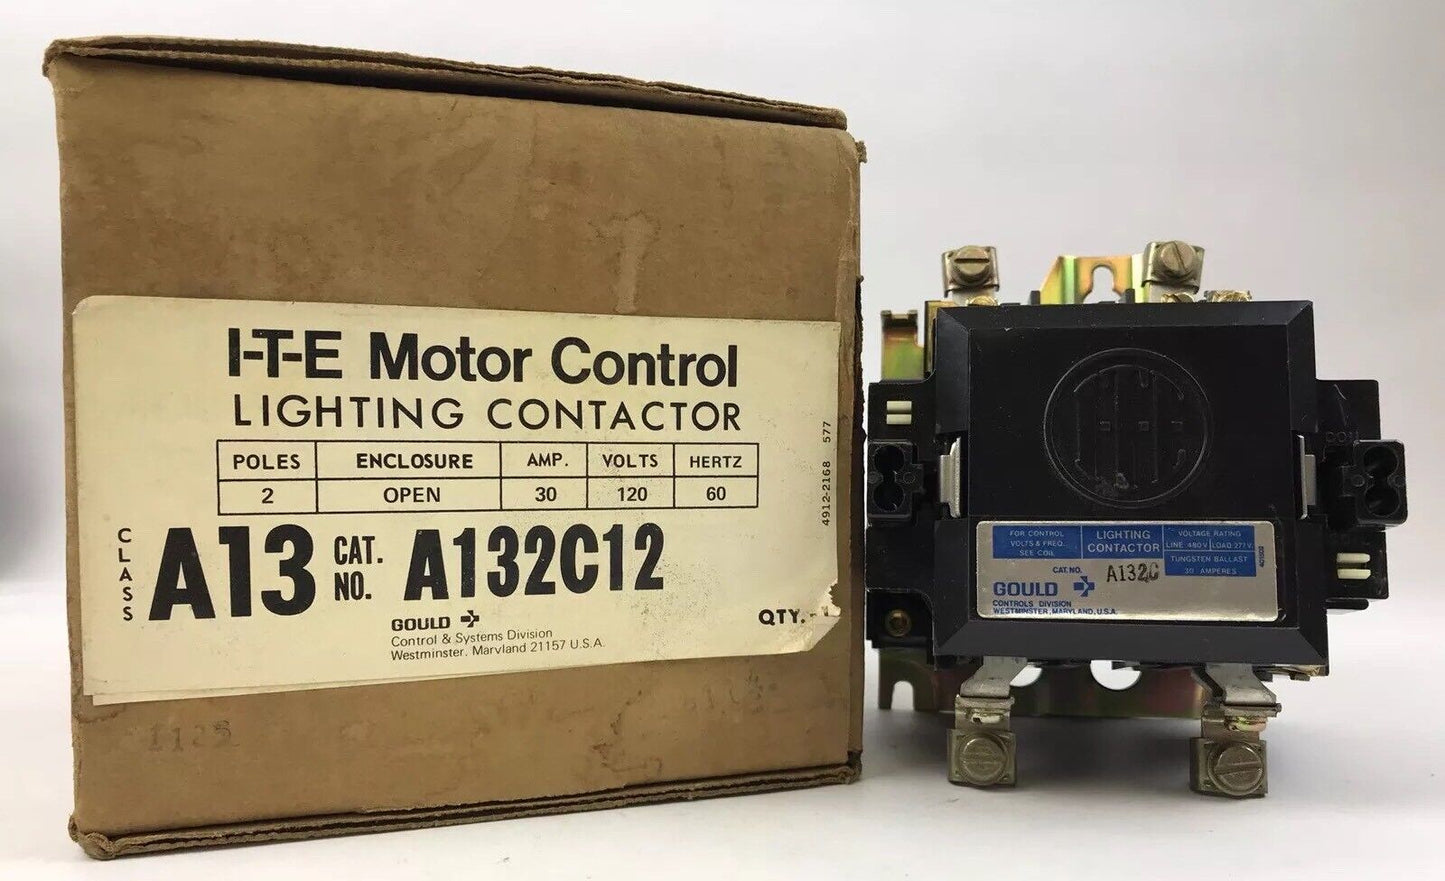 I-T-E Motor Control
LIGHTING CONTACTOR
POLES ENCLOSURE AMP. VOLTS HERTZ
2 OPEN 30 120 60
CLASS A13 CAT. NO. A132C12
GOULD
Control & Systems Division
Westminster, Maryland 21157 U.S.A.
QTY.
4912-2168 577
FOR CONTROL
VOLTS & FREQ.
SEE COIL
LIGHTING
CONTACTOR
VOLTAGE RATING
LINE 480V LOAD 277V
TUNGSTEN BALLAST
30 AMPERES
CAT. NO. A132C
GOULD
CONTROLS DIVISION
WESTMINSTER, MARYLAND, U.S.A.